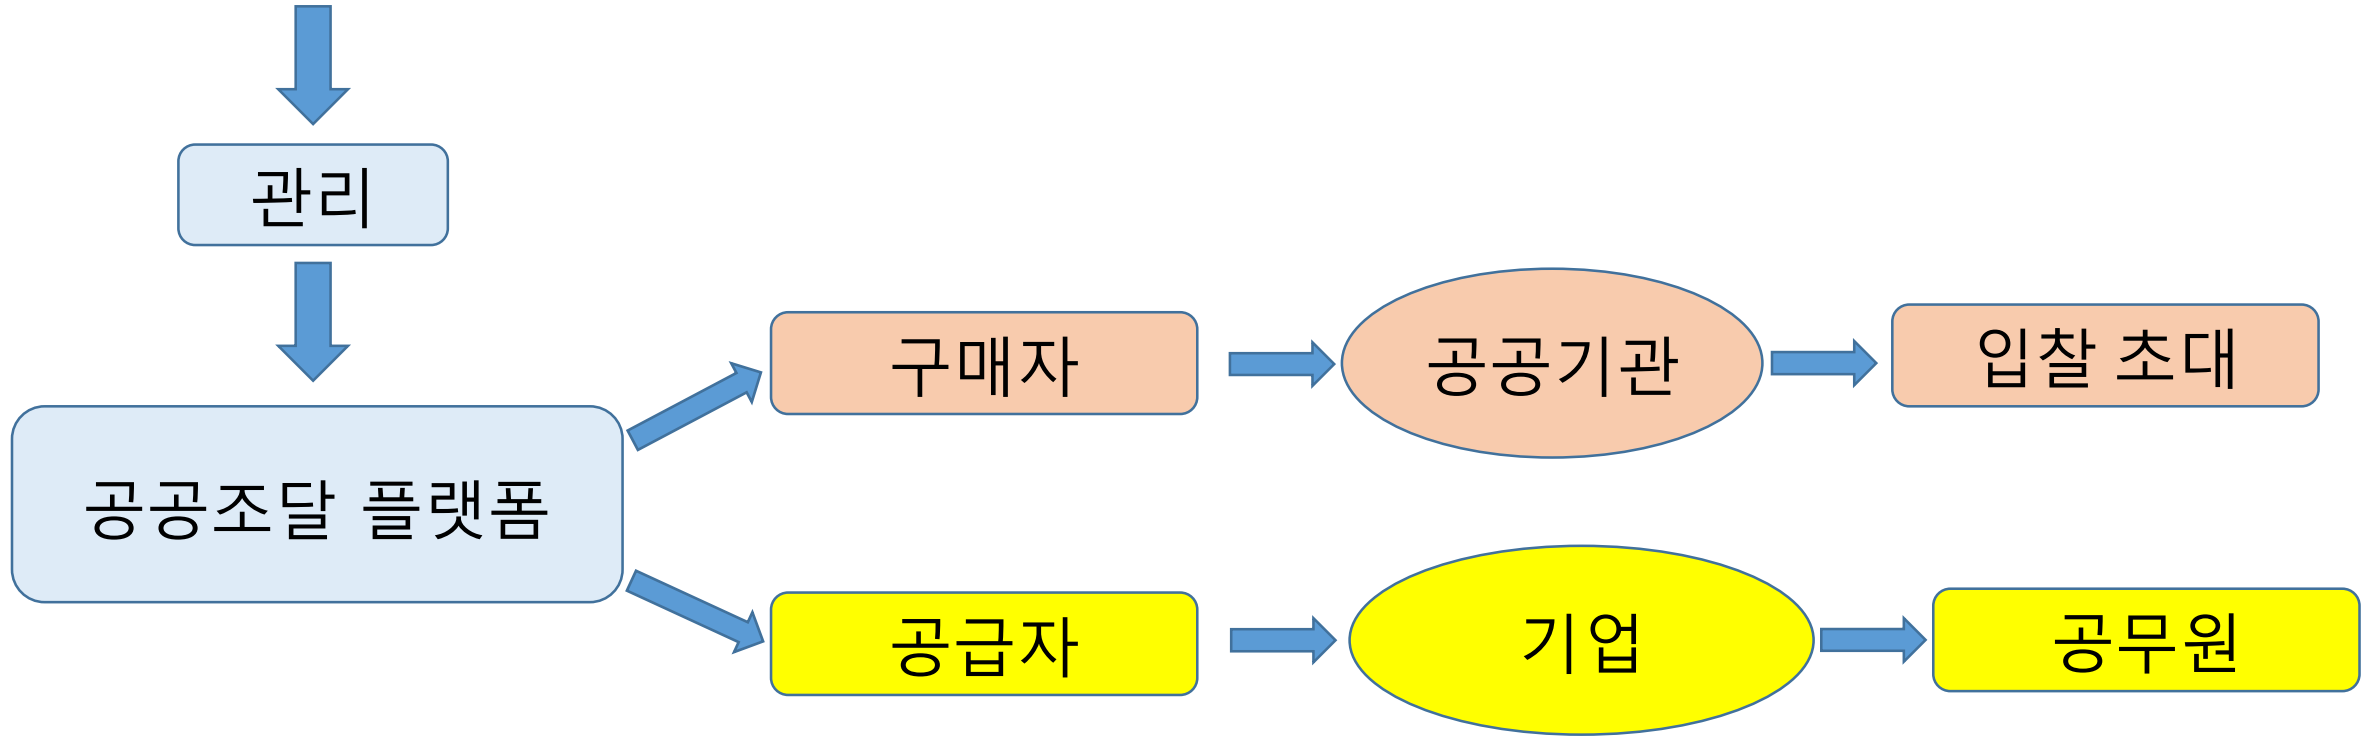 관리
공공조달 플랫폼
구매자
공공기관
입찰 초대
공급자
기업
공무원